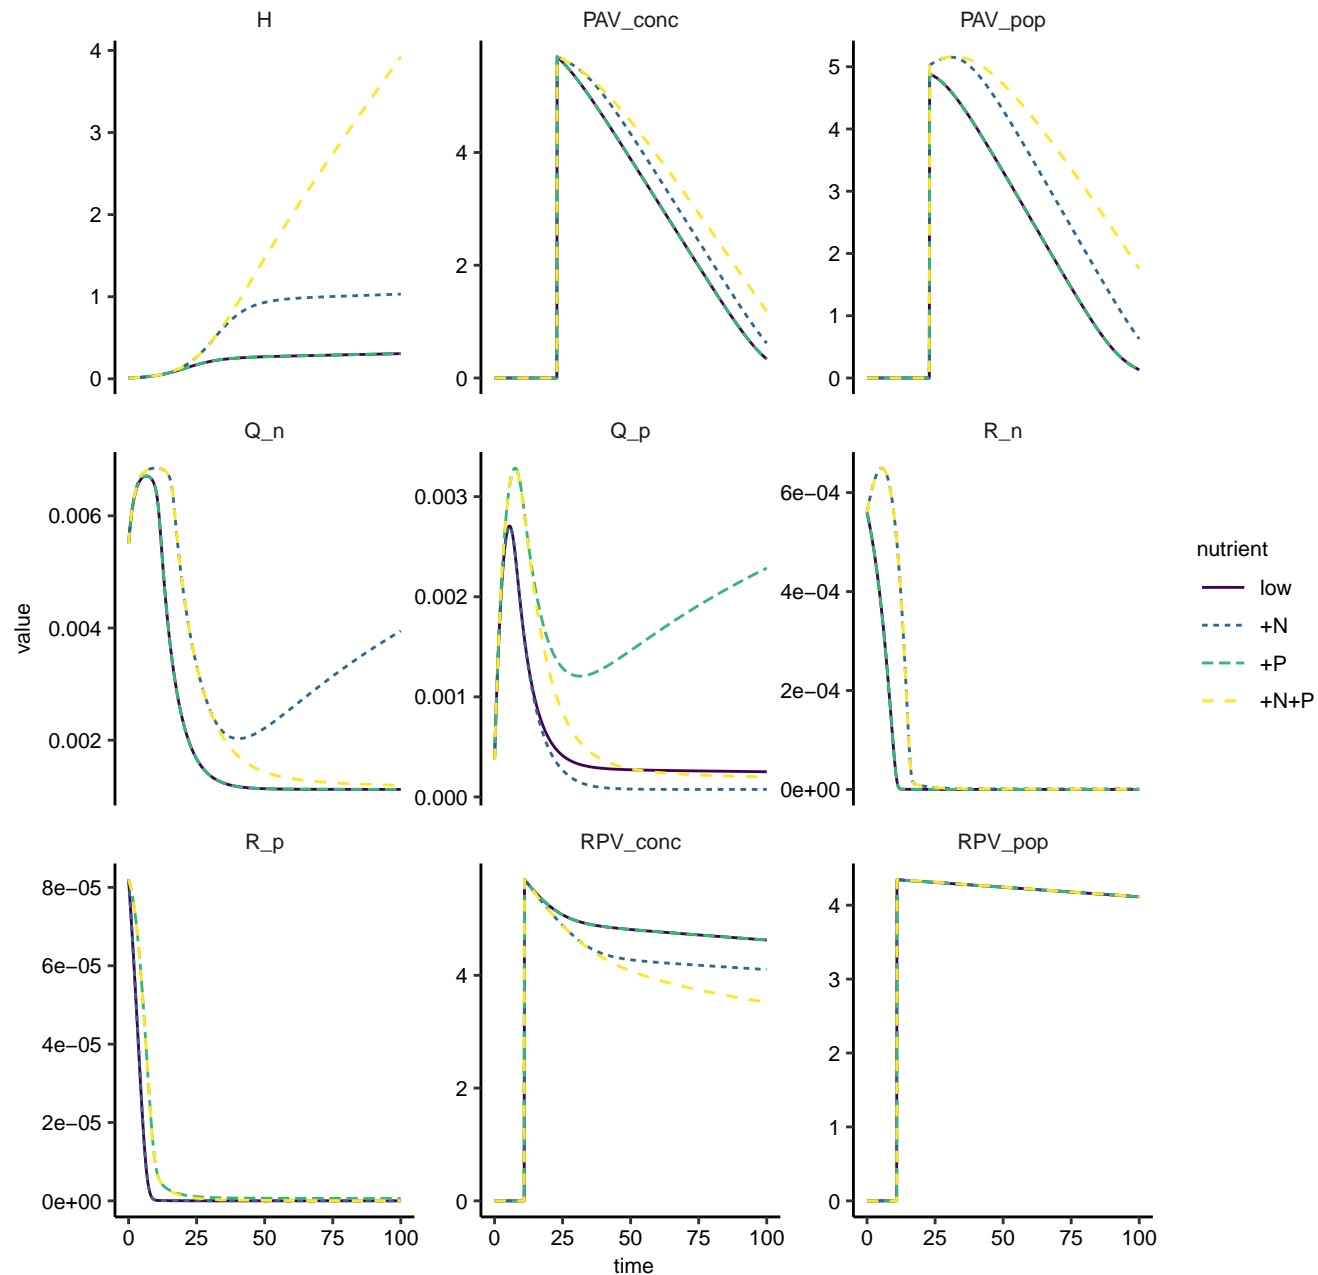 H PAV_conc PAV_pop
4
3
2
1
0
4
2
0
5
4
3
2
1
0
Q_n Q_p R_n
0.006
0.004
0.002
0.003
0.002
0.001
0.000
6e−04
4e−04
2e−04
0e+00
R_p RPV_conc RPV_pop
8e−05
6e−05
4e−05
2e−05
0e+00
4
2
0
4
3
2
1
0
0 25 50 75 100
0 25 50 75 100
0 25 50 75 100
time
value
nutrient
low
+N
+P
+N+P